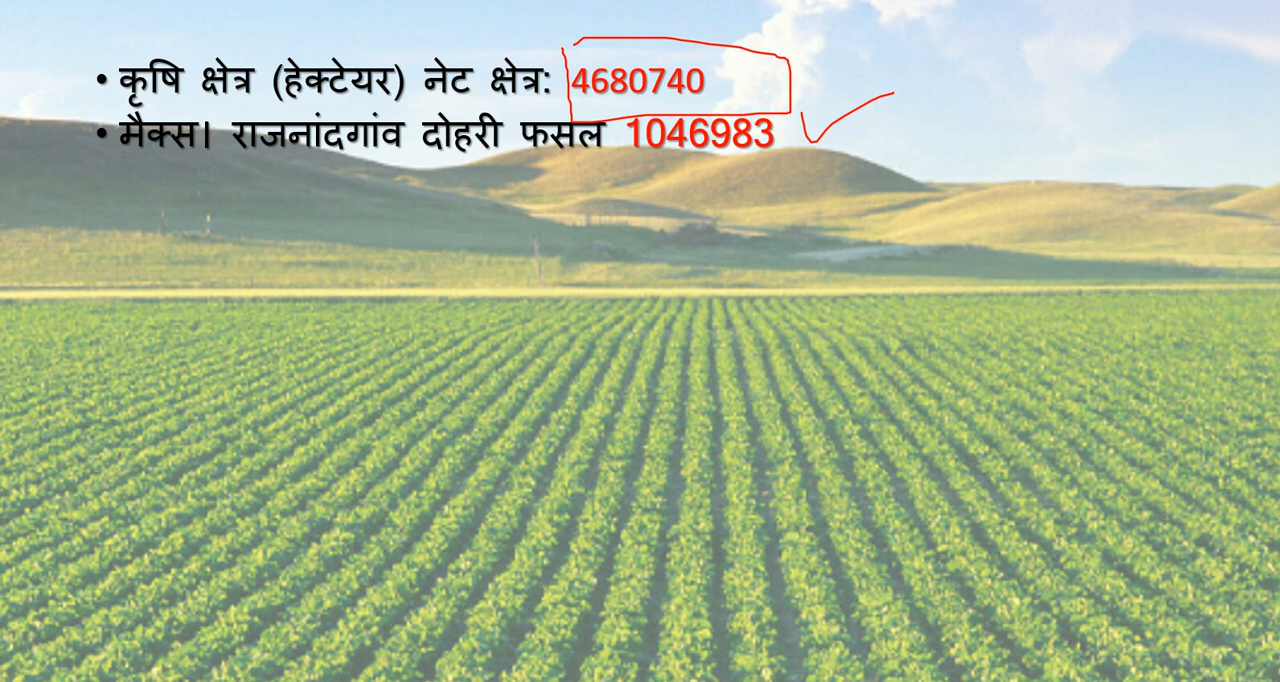 • कृषि क्षेत्र (हेक्टेयर) नेट क्षेत्र: 4680740
• मैक्स। राजनांदगांव दोहरी फसल 1046983